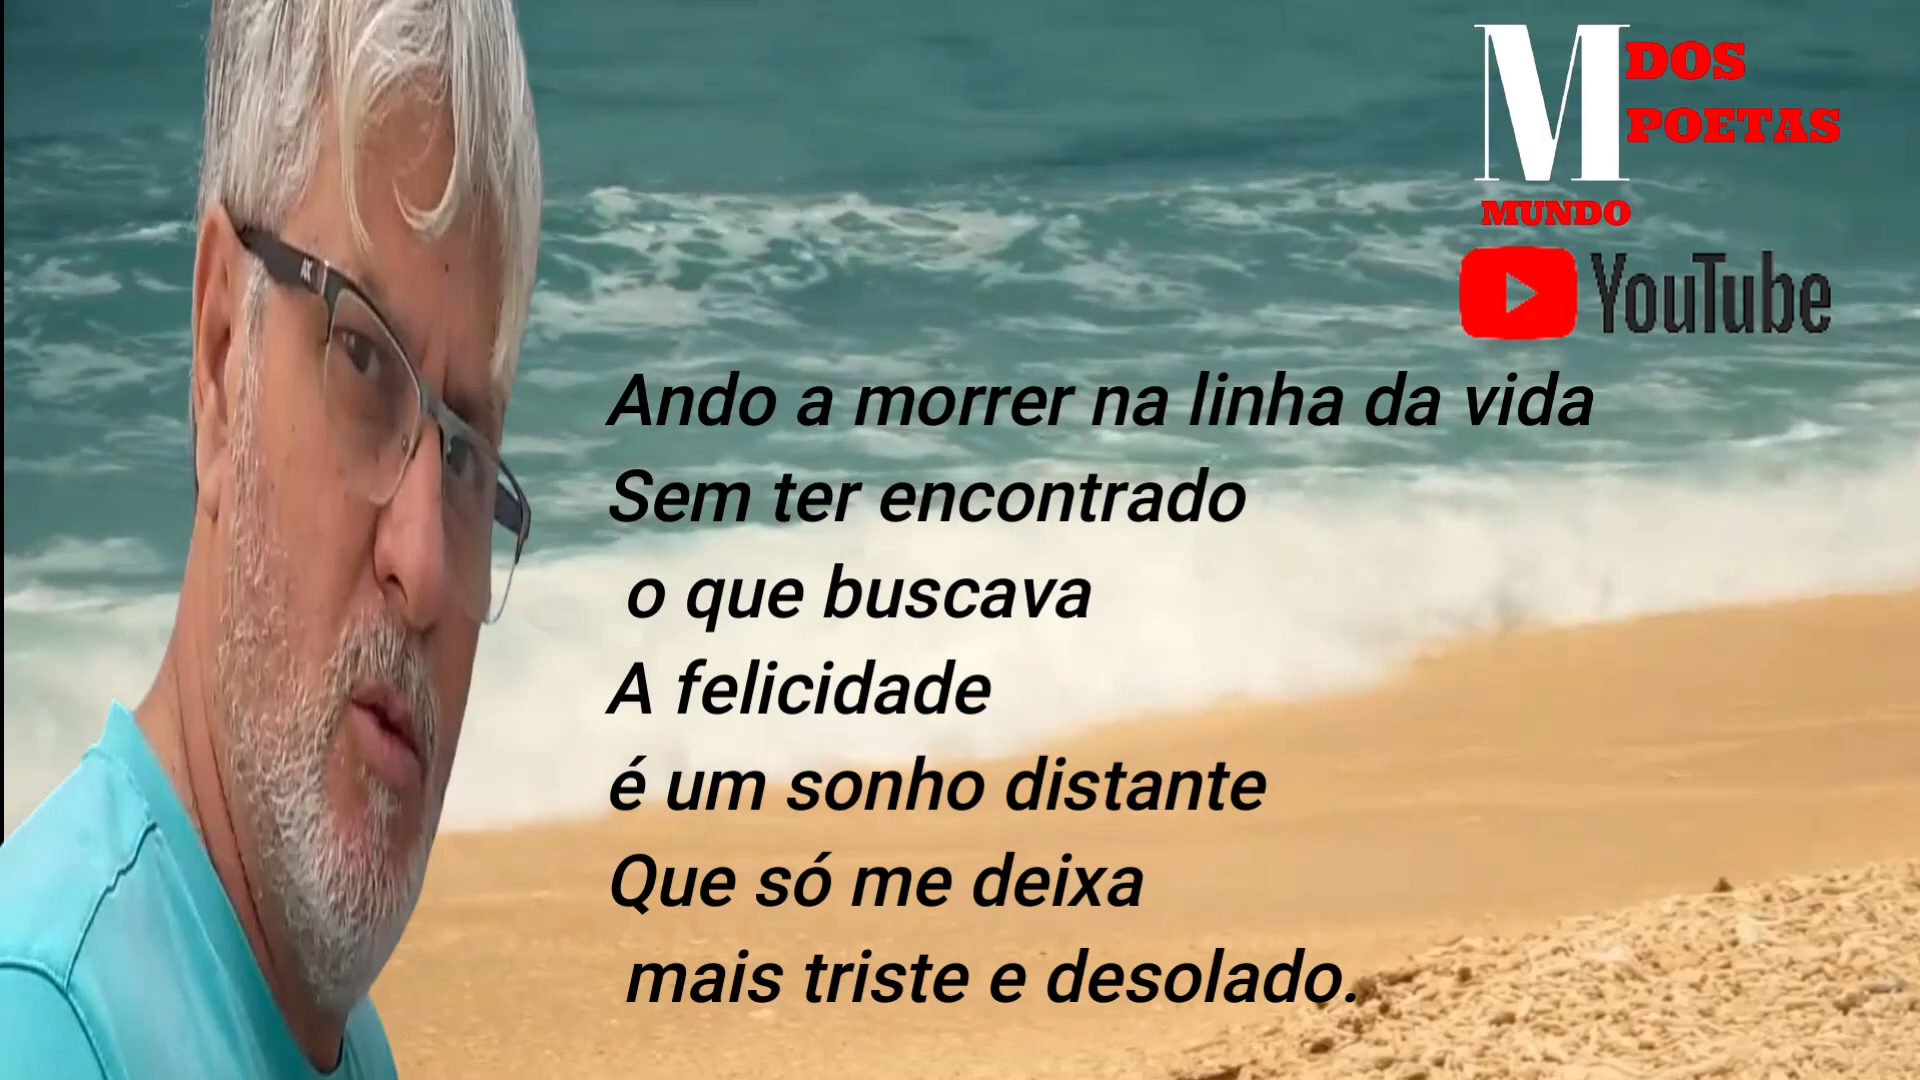 M DOS
POETAS
MUNDO
YouTube
Ando a morrer na linha da vida
Sem ter encontrado
o que buscava
A felicidade
é um sonho distante
Que só me deixa
mais triste e desolado.